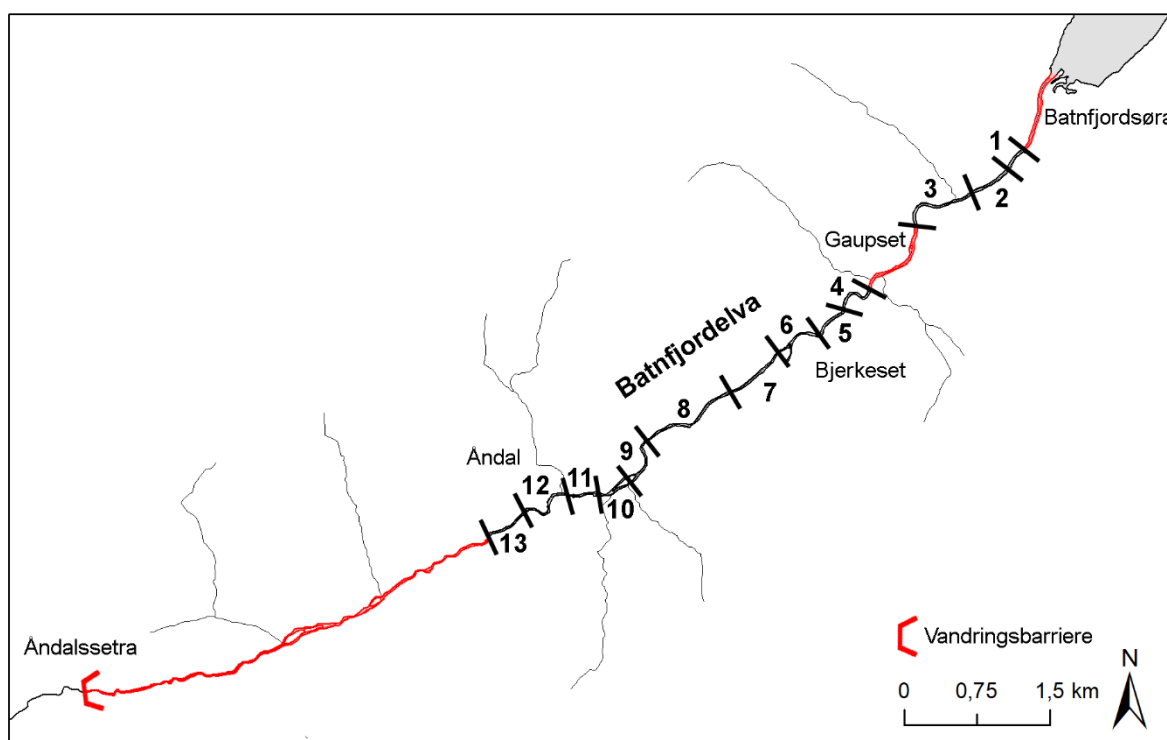 Batnfjordsøra
1
2
3
Gaupset
4
5
6
Bjerkeset
7
Batnfjordelva
8
9
Åndal
10
11
12
13
Åndalssetra
Vandringsbarriere
N
0 0,75 1,5 km